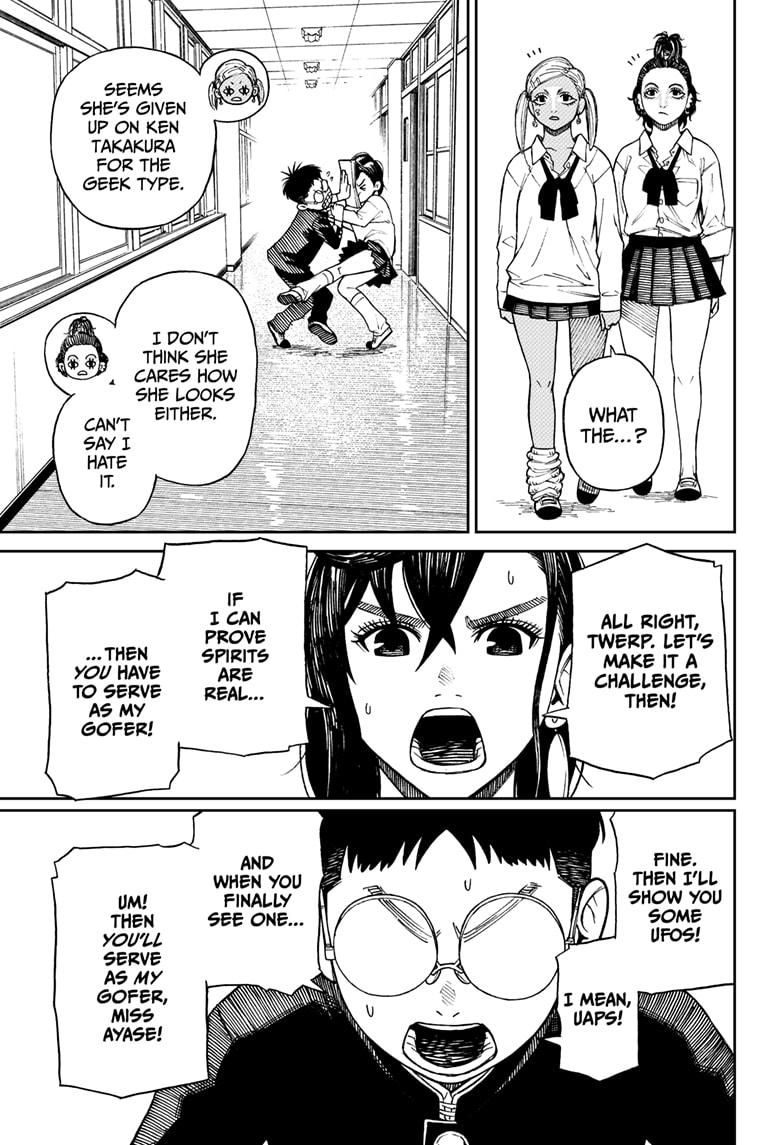 WHAT
THE...?
SEEMS
SHE'S GIVEN
UP ON KEN
TAKAKURA
FOR THE
GEEK TYPE.
I DON'T
THINK SHE
CARES HOW
SHE LOOKS
EITHER.
CAN'T
SAY I
HATE
IT.
ALL RIGHT,
TWERP. LET'S
MAKE IT A
CHALLENGE,
THEN!
IF
I CAN
PROVE
SPIRITS
ARE
REAL...
...THEN
YOU HAVE
TO SERVE
AS MY
GOFER!
FINE.
THEN I'LL
SHOW YOU
SOME
UFOS!
I MEAN,
UAPS!
AND
WHEN YOU
FINALLY
SEE ONE...
UM!
THEN
YOU'LL
SERVE
AS MY
GOFER,
MISS
AYASE!